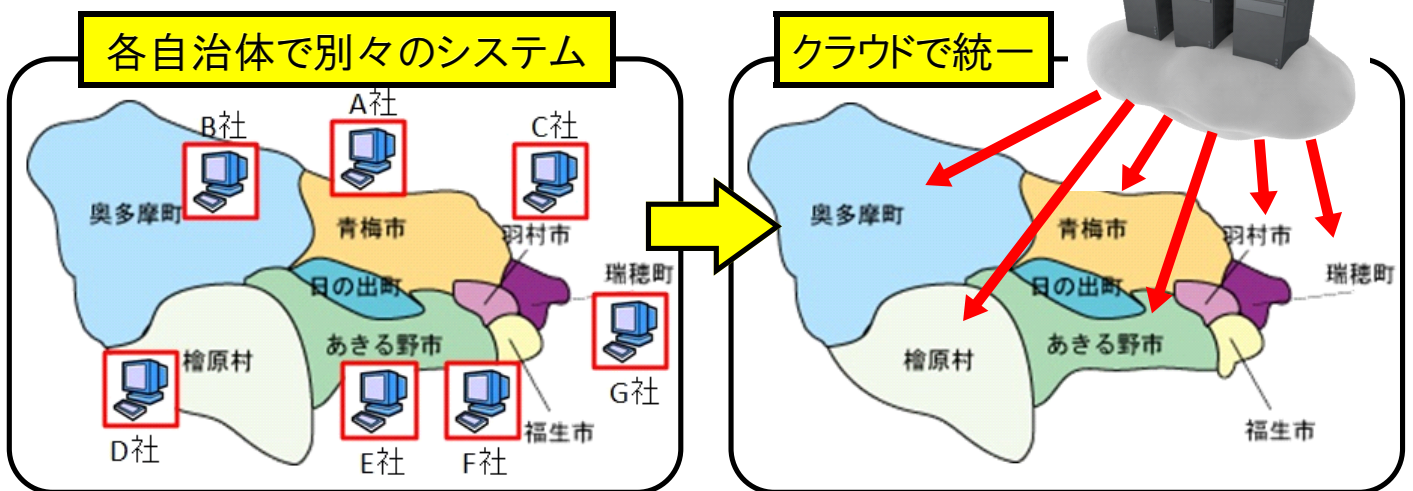 各自治体で別々のシステム
B社
A社
C社
奥多摩町
青梅市
羽村市
日の出町
瑞穂町
あきる野市
檜原村
G社
福生市
D社
E社
F社
クラウドで統一
奥多摩町
青梅市
羽村市
日の出町
瑞穂町
あきる野市
檜原村
福生市